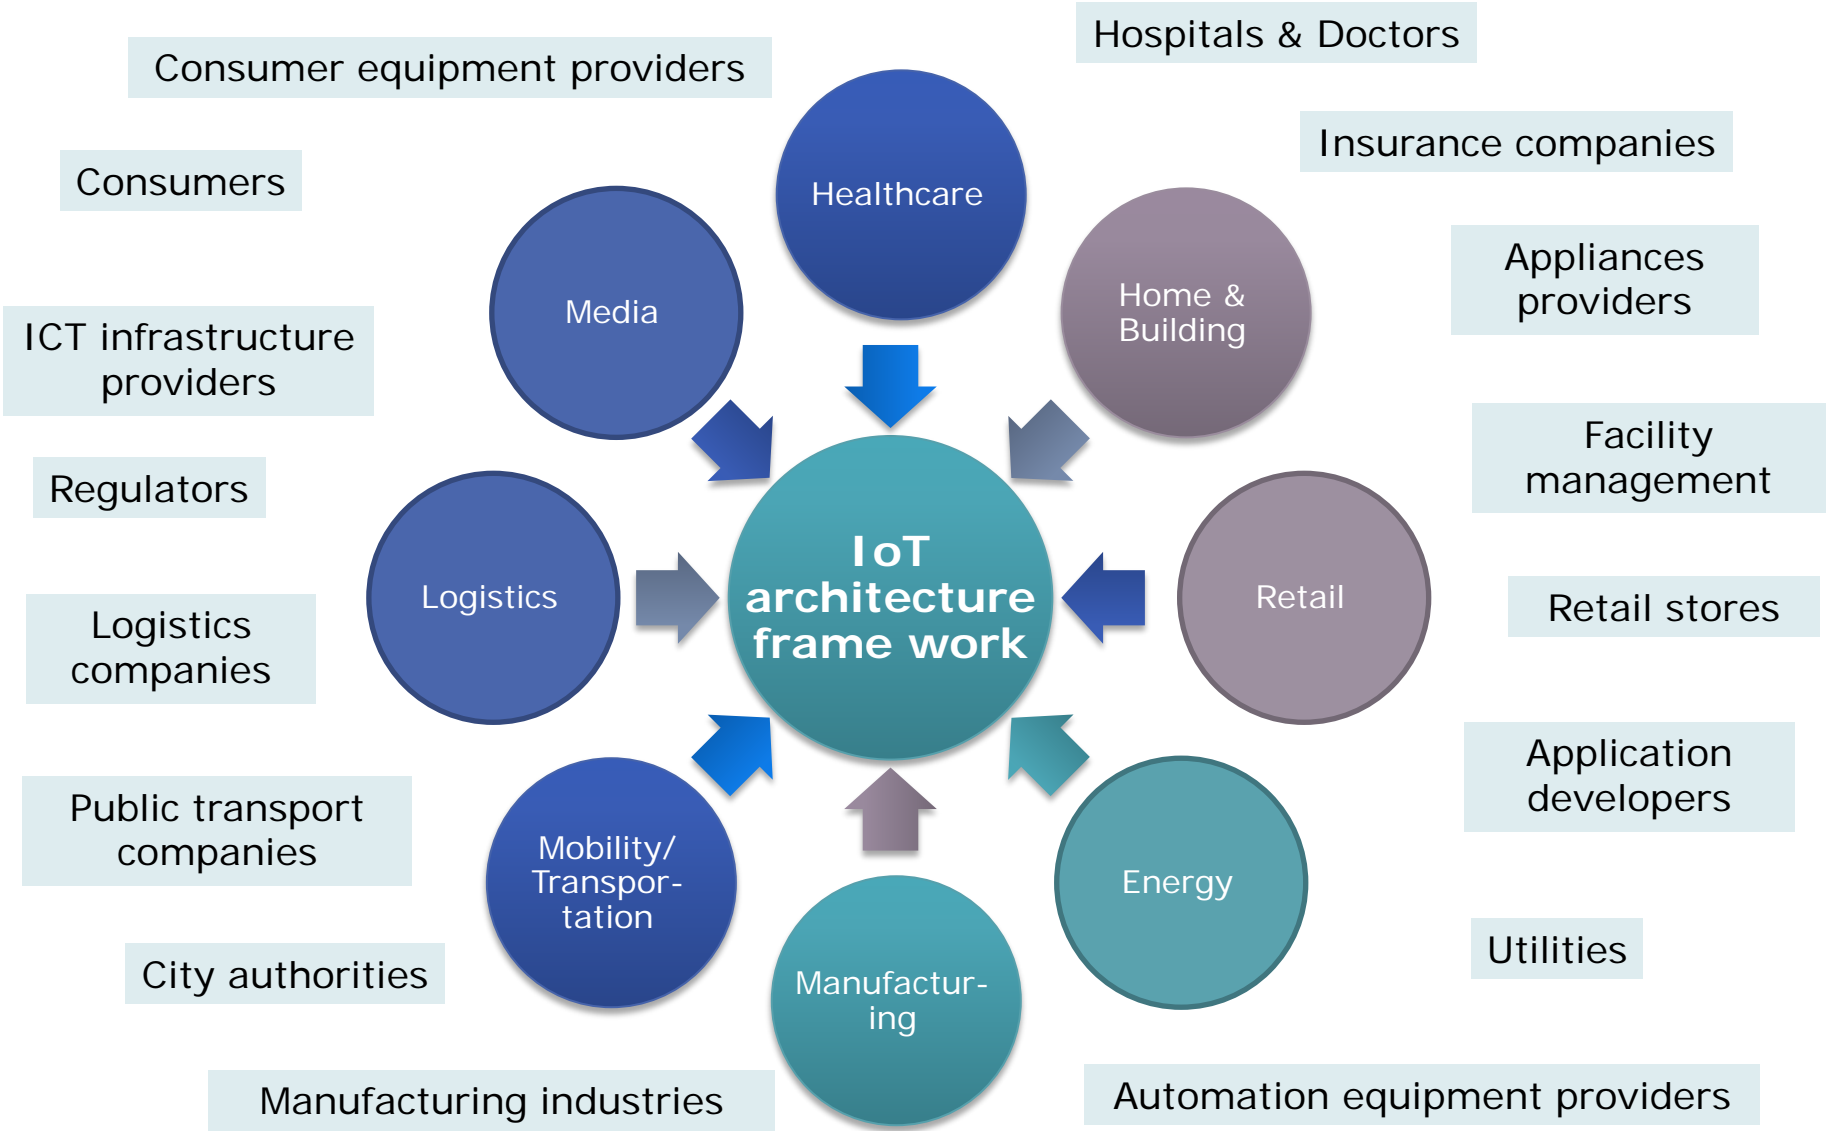 Hospitals & Doctors
Consumer equipment providers
Insurance companies
Consumers
Healthcare
Appliances
providers
Media
Home &
Building
ICT infrastructure
providers
Facility
management
Regulators
IoT
architecture
frame work
Logistics
Retail
Retail stores
Logistics
companies
Application
developers
Public transport
companies
Mobility/
Transpor-
tation
Energy
Utilities
City authorities
Manufactur-
ing
Manufacturing industries
Automation equipment providers